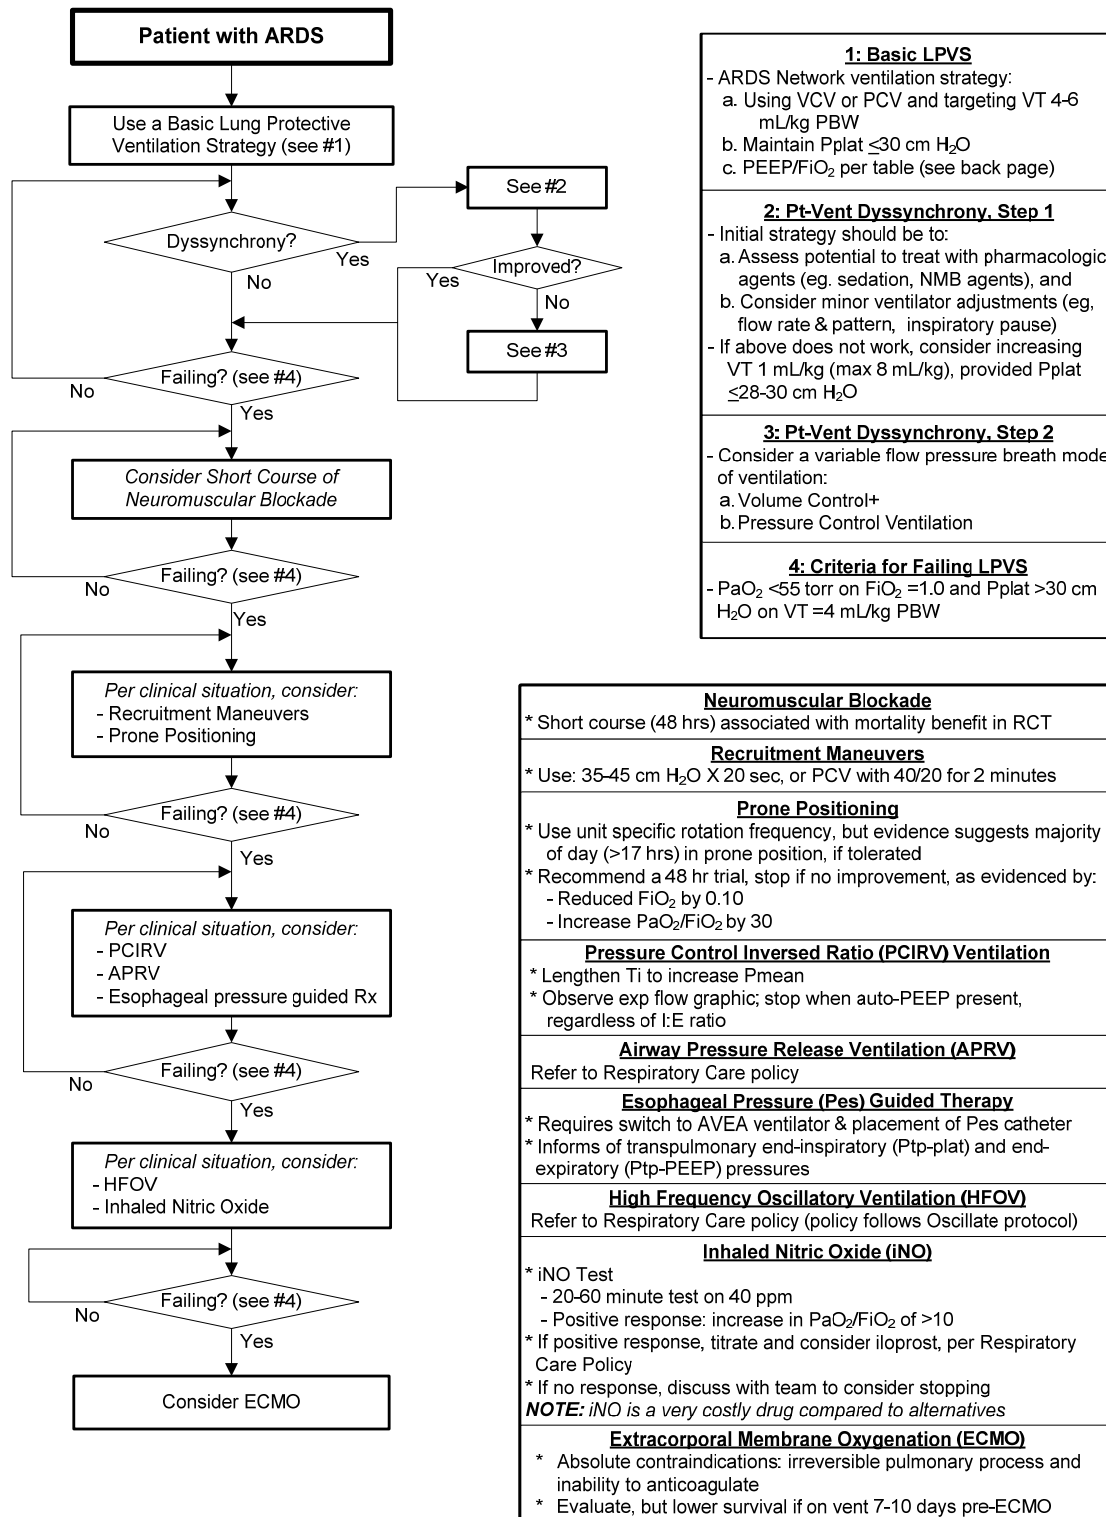 Patient with ARDS
Use a Basic Lung Protective
Ventilation Strategy (see #1)
Dyssynchrony?
Yes
No
See #2
Improved?
Yes
No
See #3
Failing? (see #4)
No
Yes
Consider Short Course of
Neuromuscular Blockade
Failing? (see #4)
No
Yes
Per clinical situation, consider:
- Recruitment Maneuvers
- Prone Positioning
Failing? (see #4)
No
Yes
Per clinical situation, consider:
- PCIRV
- APRV
- Esophageal pressure guided Rx
Failing? (see #4)
No
Yes
Per clinical situation, consider:
- HFOV
- Inhaled Nitric Oxide
Failing? (see #4)
No
Yes
Consider ECMO
1: Basic LPVS
- ARDS Network ventilation strategy:
a. Using VCV or PCV and targeting VT 4-6
mL/kg PBW
b. Maintain Pplat ≤30 cm H₂O
c. PEEP/FiO₂ per table (see back page)
2: Pt-Vent Dyssynchrony, Step 1
- Initial strategy should be to:
a. Assess potential to treat with pharmacologic
agents (eg. sedation, NMB agents), and
b. Consider minor ventilator adjustments (eg,
flow rate & pattern, inspiratory pause)
- If above does not work, consider increasing
VT 1 mL/kg (max 8 mL/kg), provided Pplat
≤28-30 cm H₂O
3: Pt-Vent Dyssynchrony, Step 2
- Consider a variable flow pressure breath mode
of ventilation:
a. Volume Control+
b. Pressure Control Ventilation
4: Criteria for Failing LPVS
- PaO₂ <55 torr on FiO₂ =1.0 and Pplat >30 cm
H₂O on VT =4 mL/kg PBW
Neuromuscular Blockade
* Short course (48 hrs) associated with mortality benefit in RCT
Recruitment Maneuvers
* Use: 35-45 cm H₂O X 20 sec, or PCV with 40/20 for 2 minutes
Prone Positioning
* Use unit specific rotation frequency, but evidence suggests majority
of day (>17 hrs) in prone position, if tolerated
* Recommend a 48 hr trial, stop if no improvement, as evidenced by:
- Reduced FiO₂ by 0.10
- Increase PaO₂/FiO₂ by 30
Pressure Control Inversed Ratio (PCIRV) Ventilation
* Lengthen Ti to increase Pmean
* Observe exp flow graphic; stop when auto-PEEP present,
regardless of I:E ratio
Airway Pressure Release Ventilation (APRV)
Refer to Respiratory Care policy
Esophageal Pressure (Pes) Guided Therapy
* Requires switch to AVEA ventilator & placement of Pes catheter
* Informs of transpulmonary end-inspiratory (Ptp-plat) and end-
expiratory (Ptp-PEEP) pressures
High Frequency Oscillatory Ventilation (HFOV)
Refer to Respiratory Care policy (policy follows Oscillate protocol)
Inhaled Nitric Oxide (iNO)
* iNO Test
- 20-60 minute test on 40 ppm
- Positive response: increase in PaO₂/FiO₂ of >10
* If positive response, titrate and consider iloprost, per Respiratory
Care Policy
* If no response, discuss with team to consider stopping
NOTE: iNO is a very costly drug compared to alternatives
Extracorporal Membrane Oxygenation (ECMO)
* Absolute contraindications: irreversible pulmonary process and
inability to anticoagulate
* Evaluate, but lower survival if on vent 7-10 days pre-ECMO